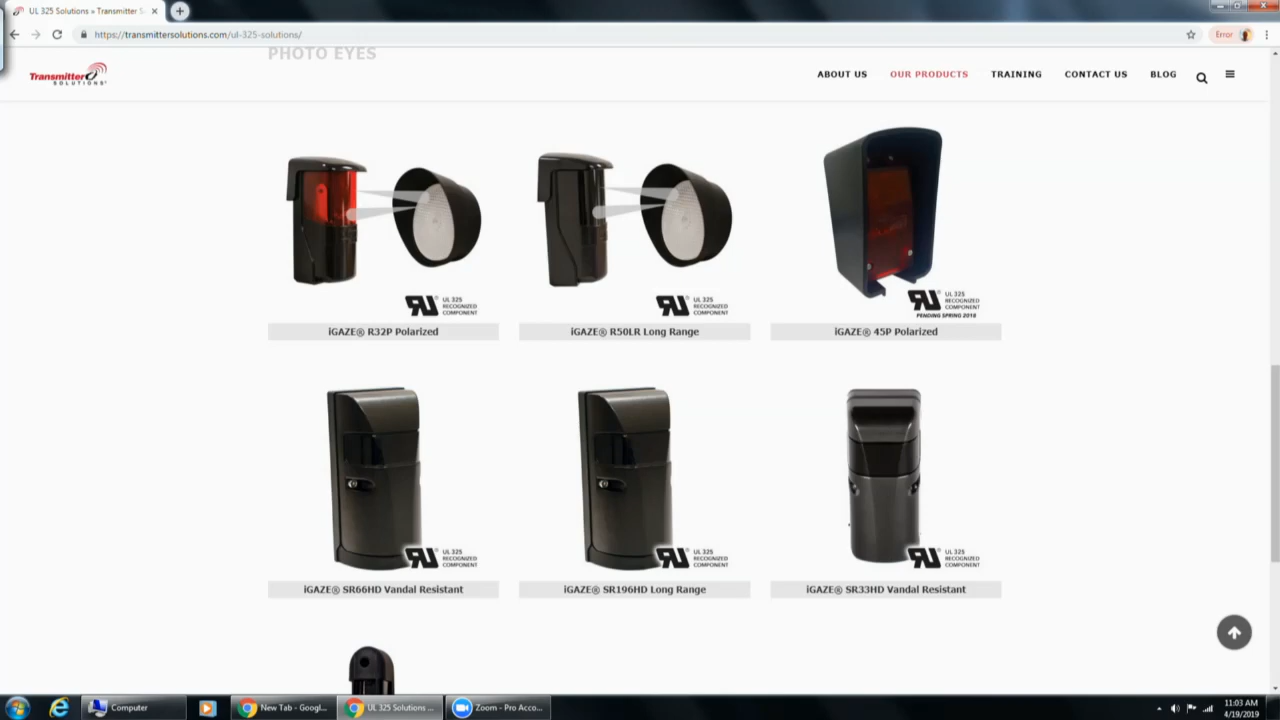 UL 325 Solutions » Transmitter S
https://transmittersolutions.com/ul-325-solutions/
Error
PHOTO EYES
Transmitter
SOLUTIONS
ABOUT US
OUR PRODUCTS
TRAINING
CONTACT US
BLOG
UL 325
RECOGNIZED
COMPONENT
UL 325
RECOGNIZED
COMPONENT
UL 325
RECOGNIZED
COMPONENT
PENDING SPRING 2018
iGAZE® R32P Polarized
iGAZE® R50LR Long Range
iGAZE® 45P Polarized
UL 325
RECOGNIZED
COMPONENT
UL 325
RECOGNIZED
COMPONENT
UL 325
RECOGNIZED
COMPONENT
iGAZE® SR66HD Vandal Resistant
iGAZE® SR196HD Long Range
iGAZE® SR33HD Vandal Resistant
Computer
New Tab - Googl...
UL 325 Solutions ...
Zoom - Pro Acco...
11:03 AM
4/19/2019